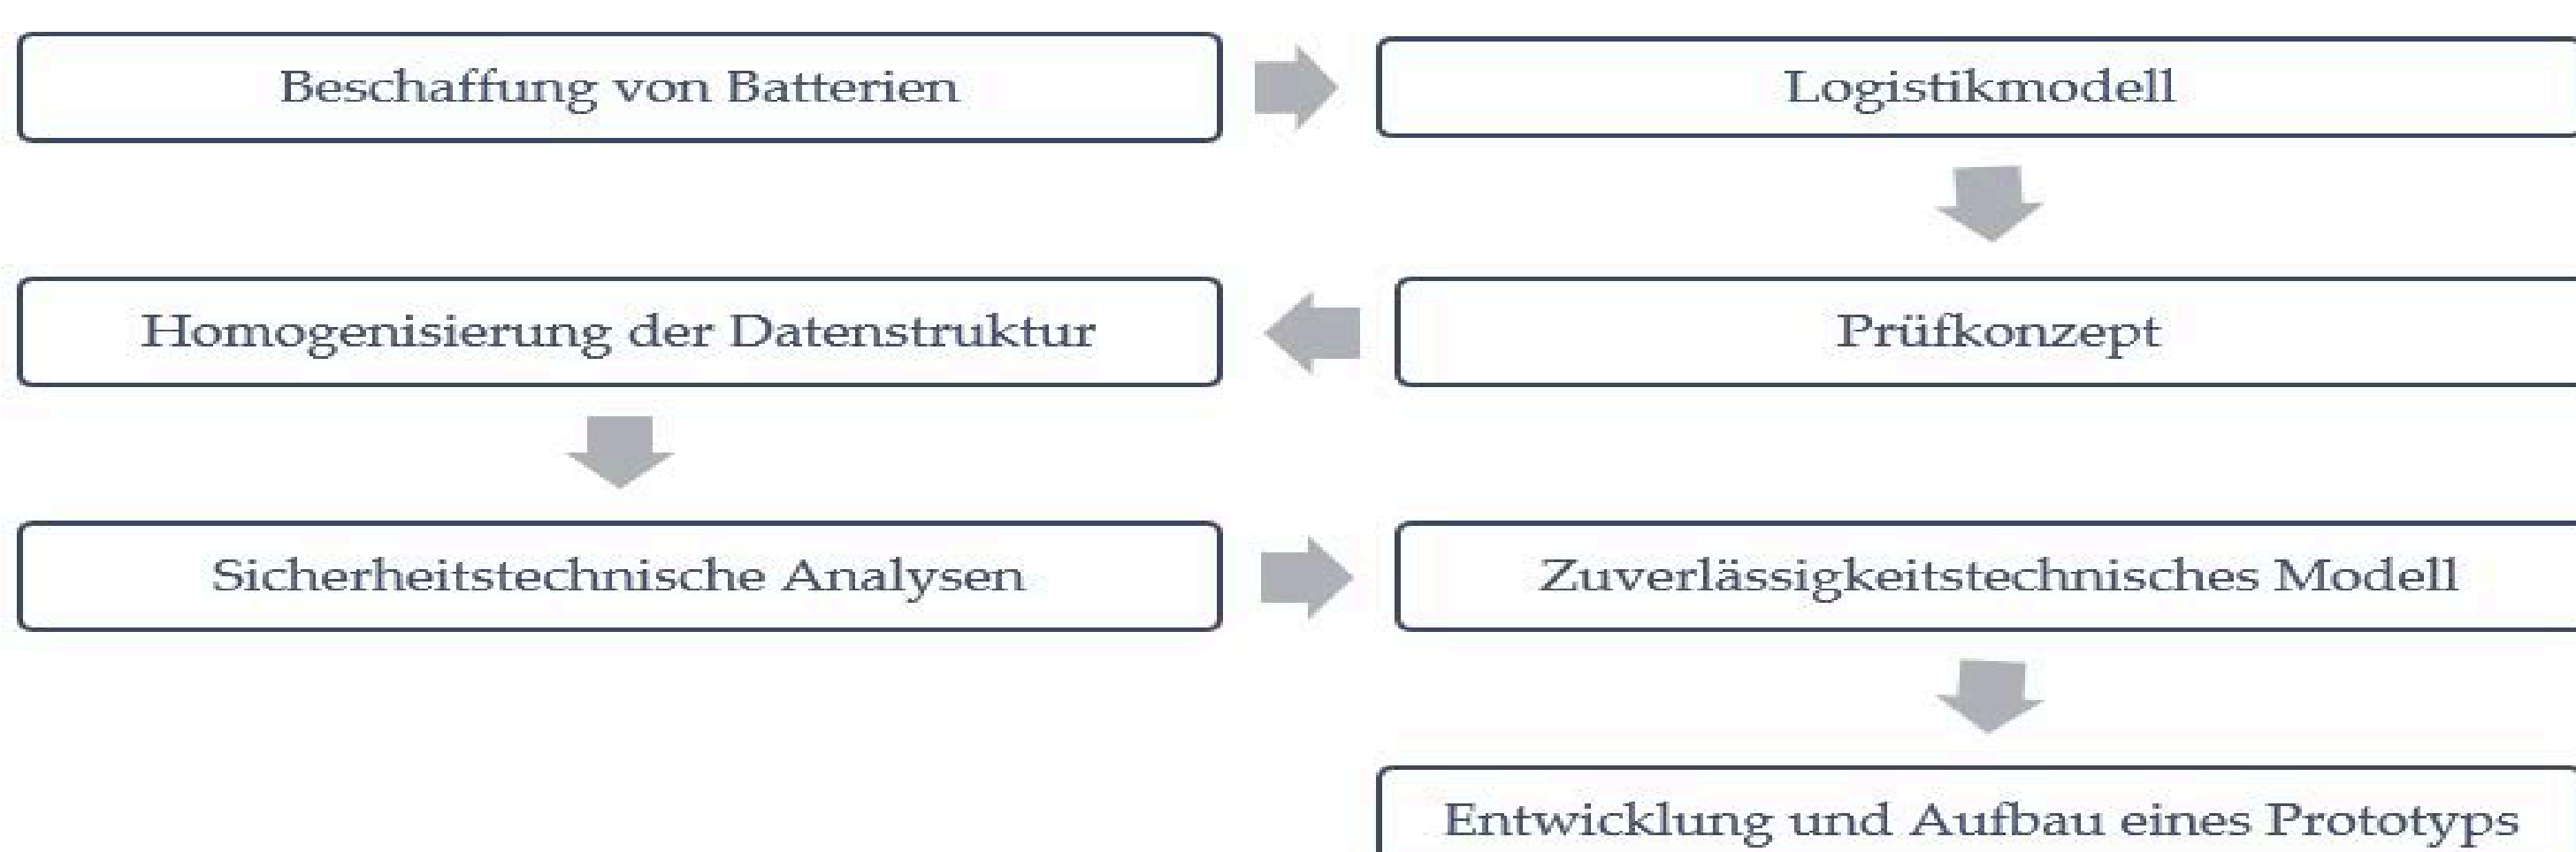 Beschaffung von Batterien
Logistikmodell
Prüfkonzept
Homogenisierung der Datenstruktur
Sicherheitstechnische Analysen
Zuverlässigkeitstechnisches Modell
Entwicklung und Aufbau eines Prototyps